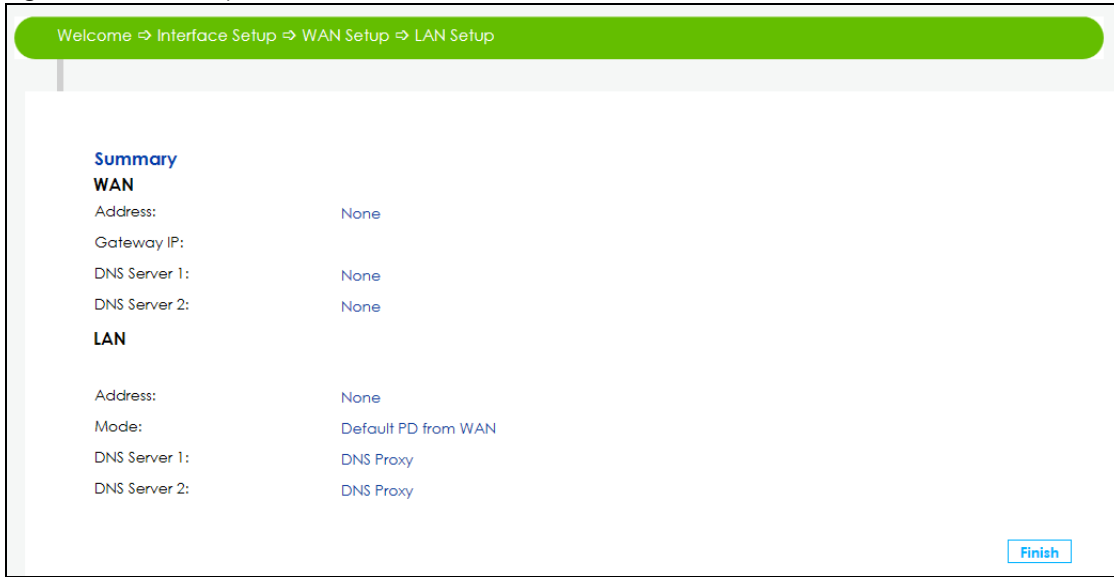 Welcome ⇨ Interface Setup ⇨ WAN Setup ⇨ LAN Setup
Summary
WAN
Address: None
Gateway IP:
DNS Server 1: None
DNS Server 2: None
LAN
Address: None
Mode: Default PD from WAN
DNS Server 1: DNS Proxy
DNS Server 2: DNS Proxy
Finish